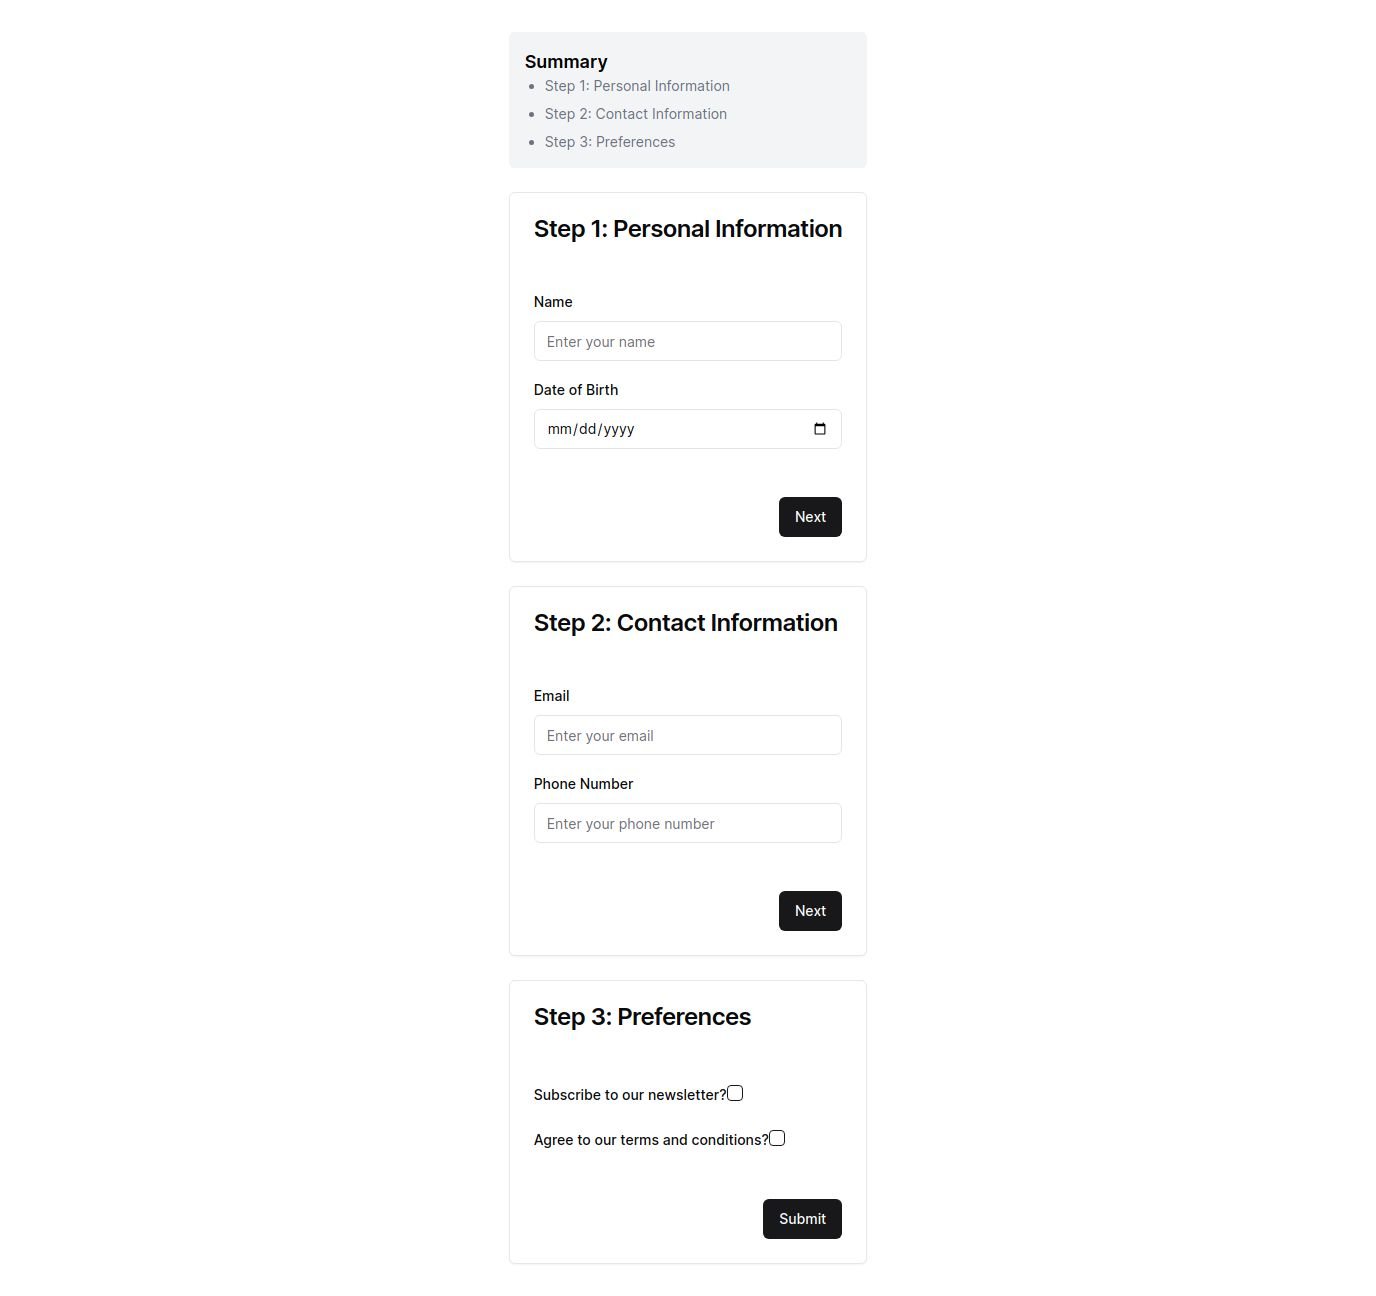 Summary
Step 1: Personal Information
Step 2: Contact Information
Step 3: Preferences
Step 1: Personal Information
Name
Enter your name
Date of Birth
mm/dd/yyyy
Next
Step 2: Contact Information
Email
Enter your email
Phone Number
Enter your phone number
Next
Step 3: Preferences
Subscribe to our newsletter?
Agree to our terms and conditions?
Submit